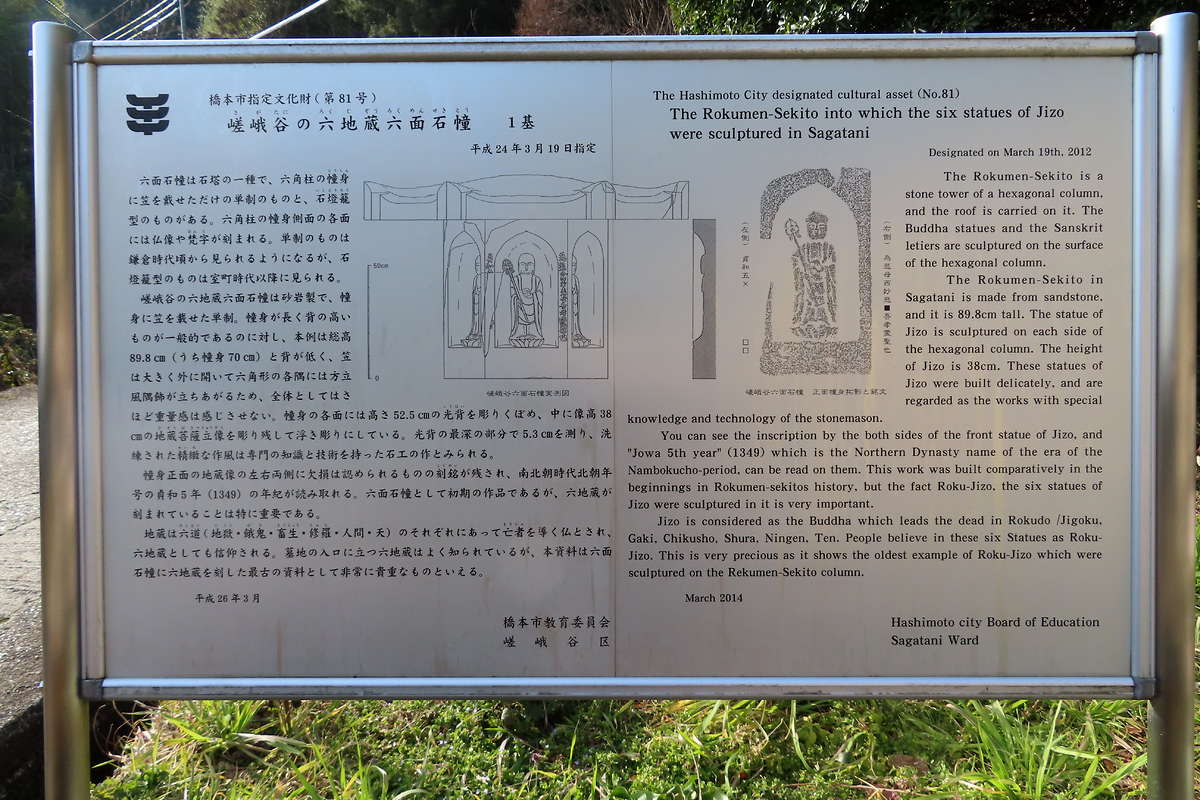 橋本市指定文化財(第81号)
嵯峨谷の六地蔵六面石幢 1基
平成24年3月19日指定
六面石幢は石塔の一種で、六角柱の幢身
に笠を載せただけの単制のものと、石燈籠
型のものがある。六角柱の幢身側面の各面
には仏像や梵字が刻まれる。単制のものは
鎌倉時代頃から見られるようになるが、石
燈籠型のものは室町時代以降に見られる。
嵯峨谷の六地蔵六面石幢は砂岩製で、幢
身に笠を載せた単制。幢身が長く背の高い
ものが一般的であるのに対し、本例は総高
89.8㎝(うち幢身70㎝)と背が低く、笠
は大きく外に開いて六角形の各隅には方立
風隅飾が立ちあがるため、全体としてはさ
ほど重量感は感じさせない。幢身の各面には高さ52.5㎝の光背を彫りくぼめ、中に像高38
㎝の地蔵菩薩立像を彫り残して浮き彫りにしている。光背の最深の部分で5.3㎝を測り、洗
練された精緻な作風は専門の知識と技術を持った石工の作とみられる。
幢身正面の地蔵像の左右両側に欠損は認められるものの刻銘が残され、南北朝時代北朝年
号の貞和5年(1349)の年紀が読み取れる。六面石幢として初期の作品であるが、六地蔵が
刻まれていることは特に重要である。
地蔵は六道(地獄・餓鬼・畜生・修羅・人間・天)のそれぞれにあって亡者を導く仏とされ、
六地蔵としても信仰される。墓地の入口に立つ六地蔵はよく知られているが、本資料は六面
石幢に六地蔵を刻した最古の資料として非常に貴重なものといえる。
平成26年3月
橋本市教育委員会
嵯峨谷区
50cm
0
嵯峨谷六面石幢実測図
(左側) 貞和五×
口口
嵯峨谷六面石幢 正面幢身拓影と銘文
The Hashimoto City designated cultural asset (No.81)
The Rokumen-Sekito into which the six statues of Jizo
were sculptured in Sagatani
Designated on March 19th, 2012
The Rokumen-Sekito is a
stone tower of a hexagonal column,
and the roof is carried on it. The
Buddha statues and the Sanskrit
letiers are sculptured on the surface
of the hexagonal column.
The Rokumen-Sekito in
Sagatani is made from sandstone,
and it is 89.8cm tall. The statue of
Jizo is sculptured on each side of
the hexagonal column. The height
of Jizo is 38cm. These statues of
Jizo were built delicately, and are
regarded as the works with special
knowledge and technology of the stonemason.
You can see the inscription by the both sides of the front statue of Jizo, and
"Jowa 5th year" (1349) which is the Northern Dynasty name of the era of the
Nambokucho-period, can be read on them. This work was built comparatively in the
beginnings in Rokumen-sekitos history, but the fact Roku-Jizo, the six statues of
Jizo were sculptured in it is very important.
Jizo is considered as the Buddha which leads the dead in Rokudo /Jigoku,
Gaki, Chikusho, Shura, Ningen, Ten. People believe in these six Statues as Roku-
Jizo. This is very precious as it shows the oldest example of Roku-Jizo which were
sculptured on the Rekumen-Sekito column.
March 2014
Hashimoto city Board of Education
Sagatani Ward